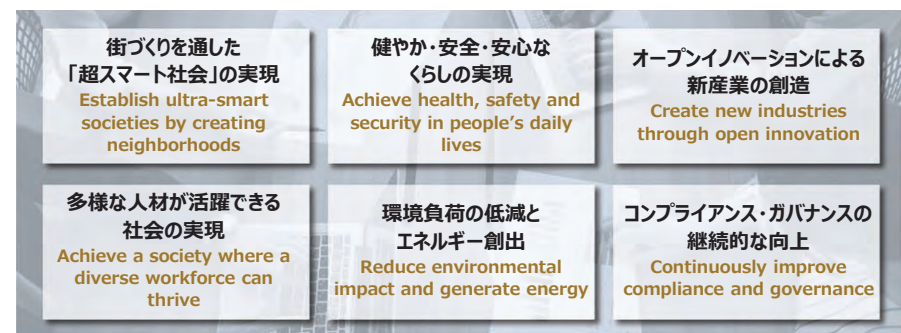 街づくりを通した
「超スマート社会」の実現
Establish ultra-smart
societies by creating
neighborhoods
健やか・安全・安心な
くらしの実現
Achieve health, safety and
security in people's daily
lives
オープンイノベーションによる
新産業の創造
Create new industries
through open innovation
多様な人材が活躍できる
社会の実現
Achieve a society where a
diverse workforce can
thrive
環境負荷の低減と
エネルギー創出
Reduce environmental
impact and generate energy
コンプライアンス・ガバナンスの
継続的な向上
Continuously improve
compliance and governance